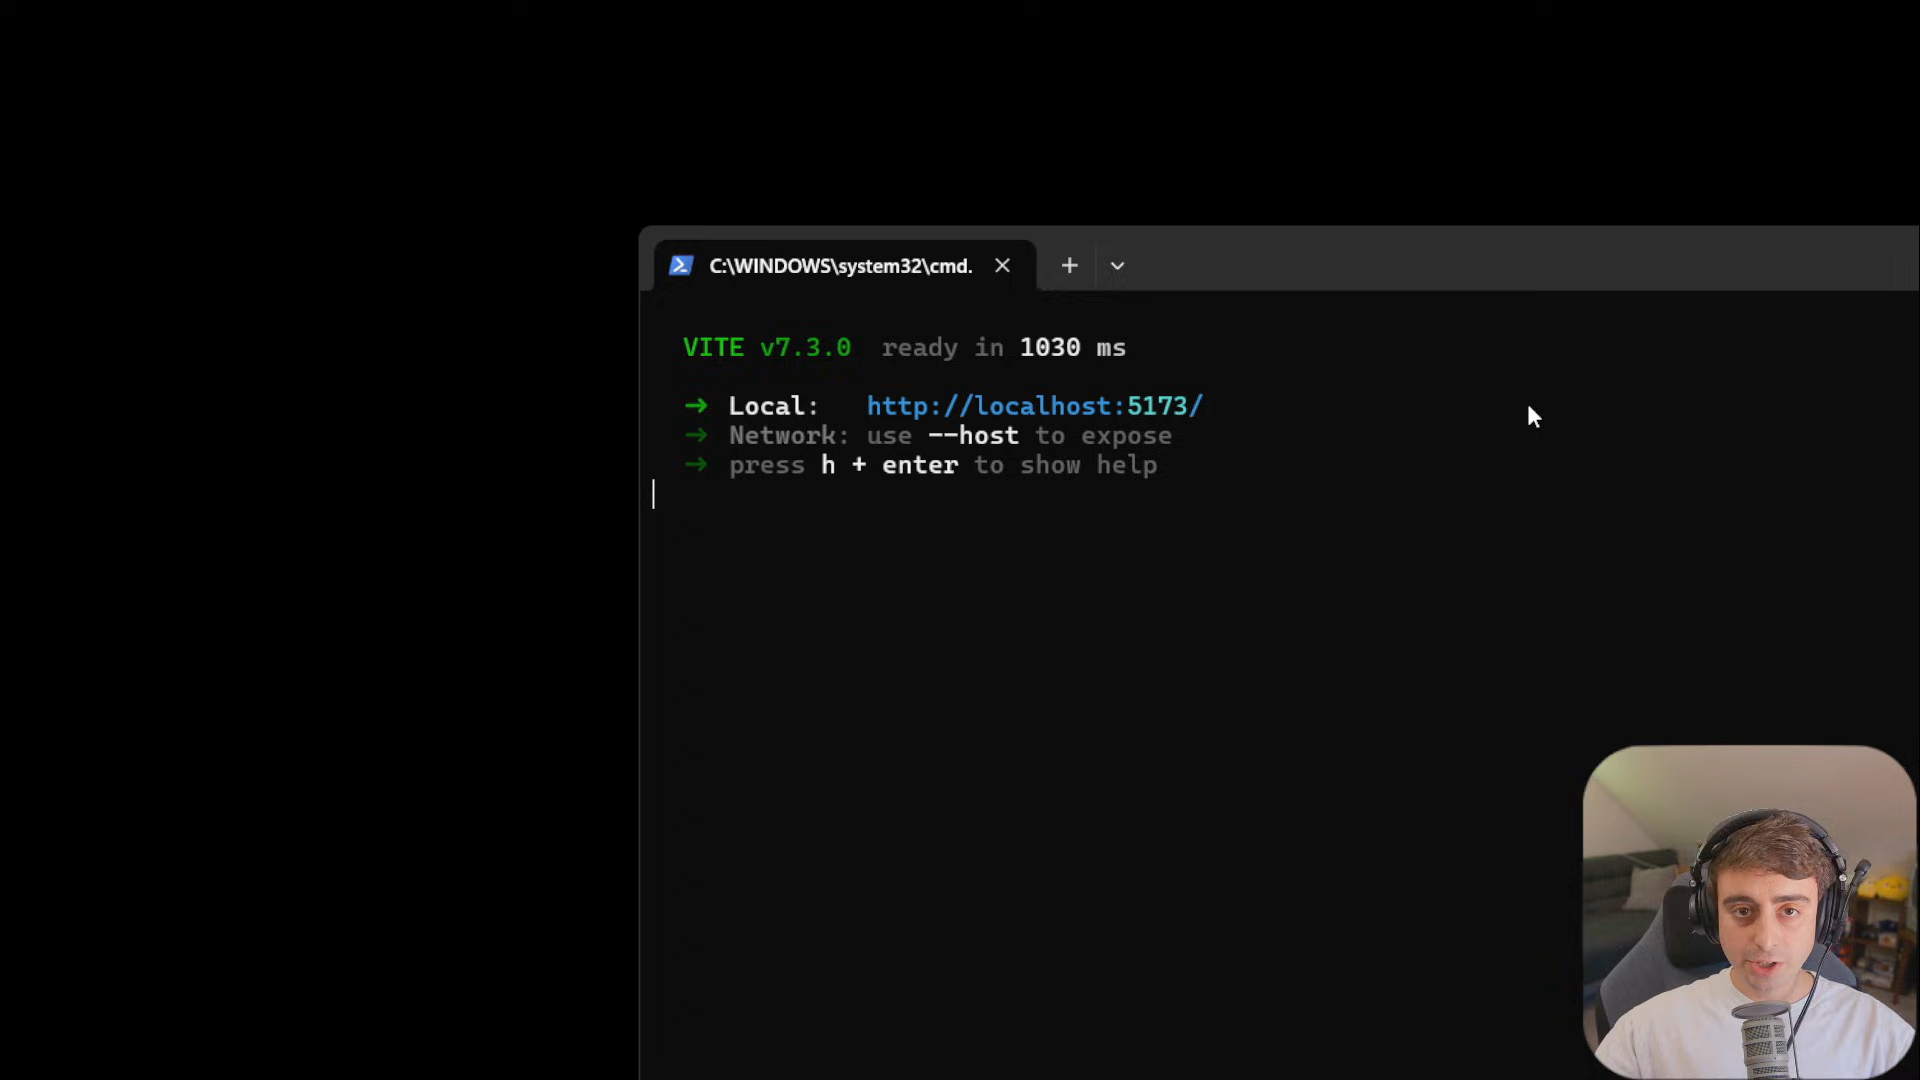 C:\WINDOWS\system32\cmd.
VITE v7.3.0 ready in 1030 ms
➜ Local: http://localhost:5173/
➜ Network: use --host to expose
➜ press h + enter to show help